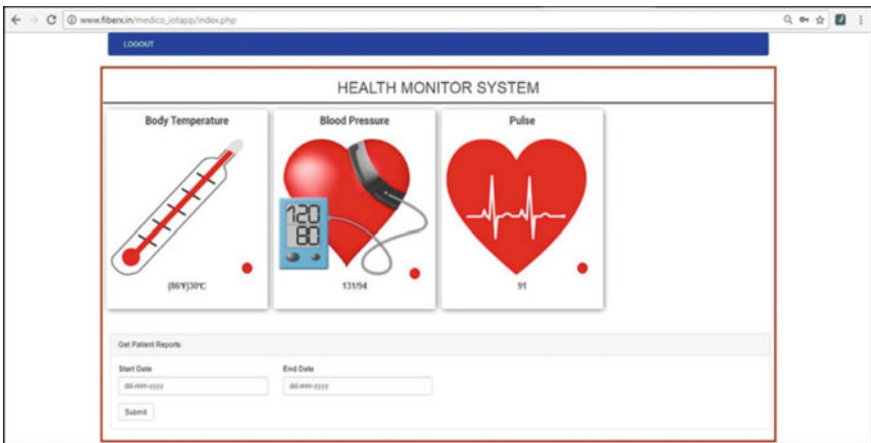 www.fiberx.in/medico_iotapp/index.php
LOGOUT
HEALTH MONITOR SYSTEM
Body Temperature
Blood Pressure
Pulse
120
80
(86℉)30℃
131/94
91
Get Patient Reports
Start Date
End Date
dd-mm-yyyy
dd-mm-yyyy
Submit